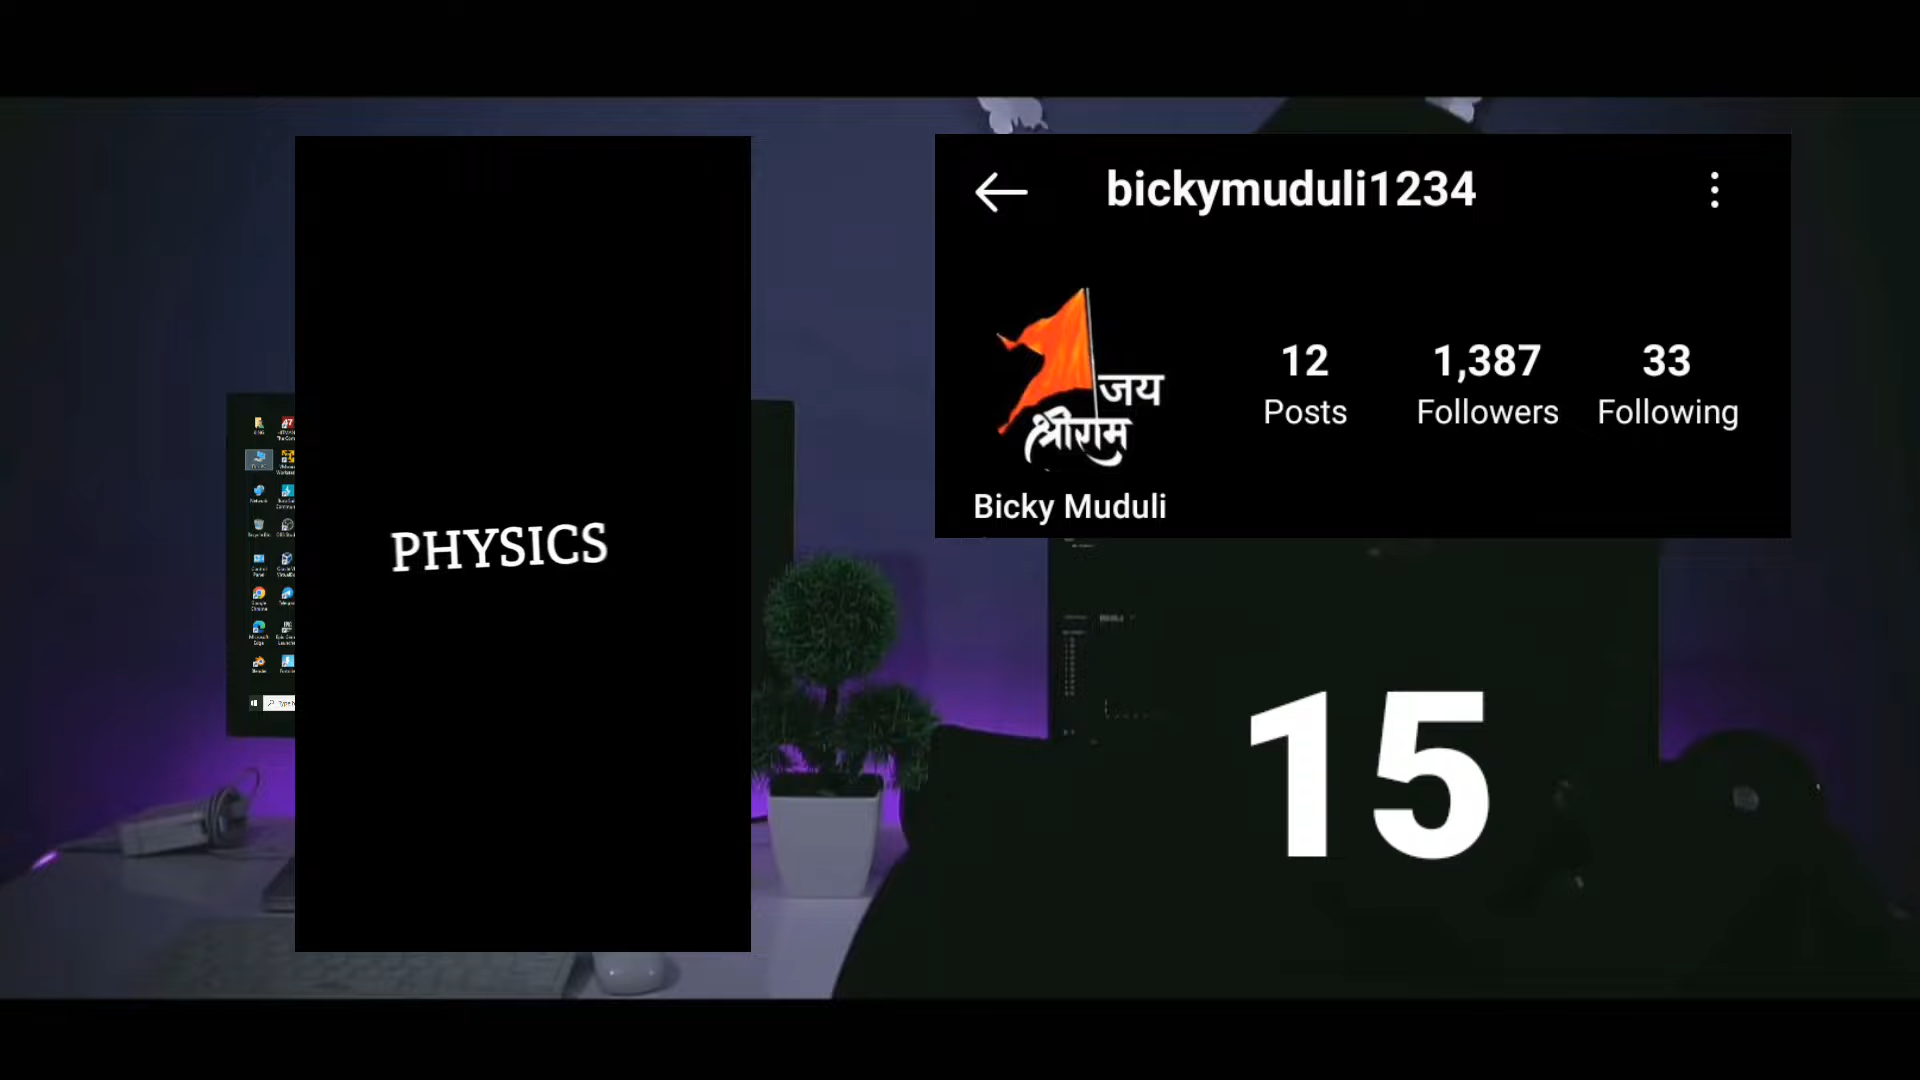 PHYSICS
bickymuduli1234
जय
श्रीराम
12
Posts
1,387
Followers
33
Following
Bicky Muduli
15